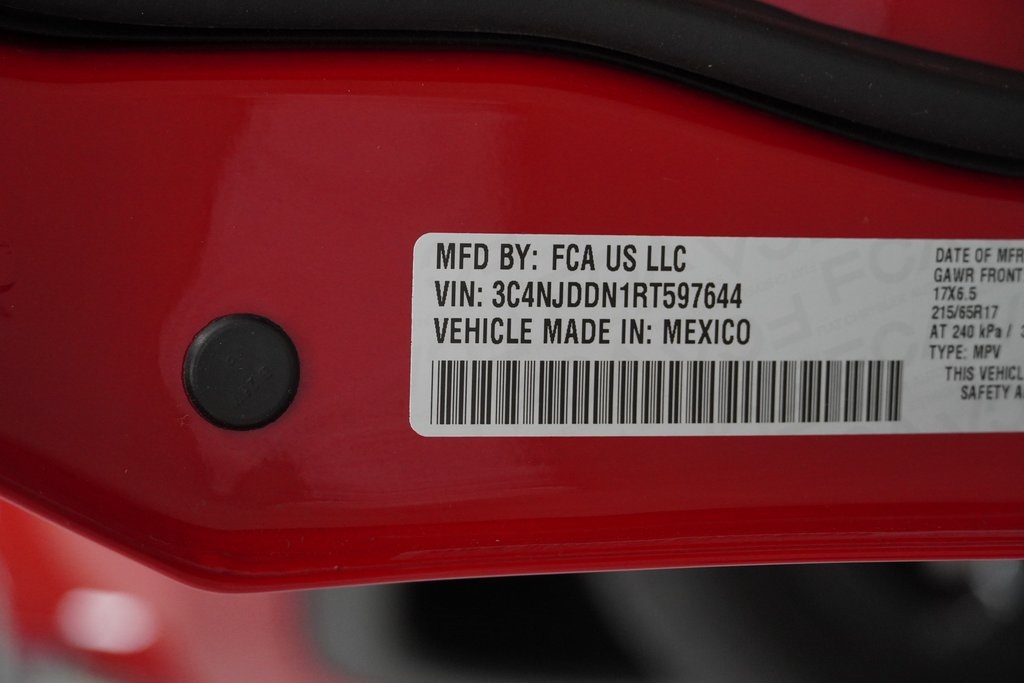 MFD BY: FCA US LLC
VIN: 3C4NJDDN1RT597644
VEHICLE MADE IN: MEXICO
DATE OF MFR
GAWR FRONT
17X6.5
215/65R17
AT 240 kPa /
TYPE: MPV
THIS VEHICL
SAFETY A